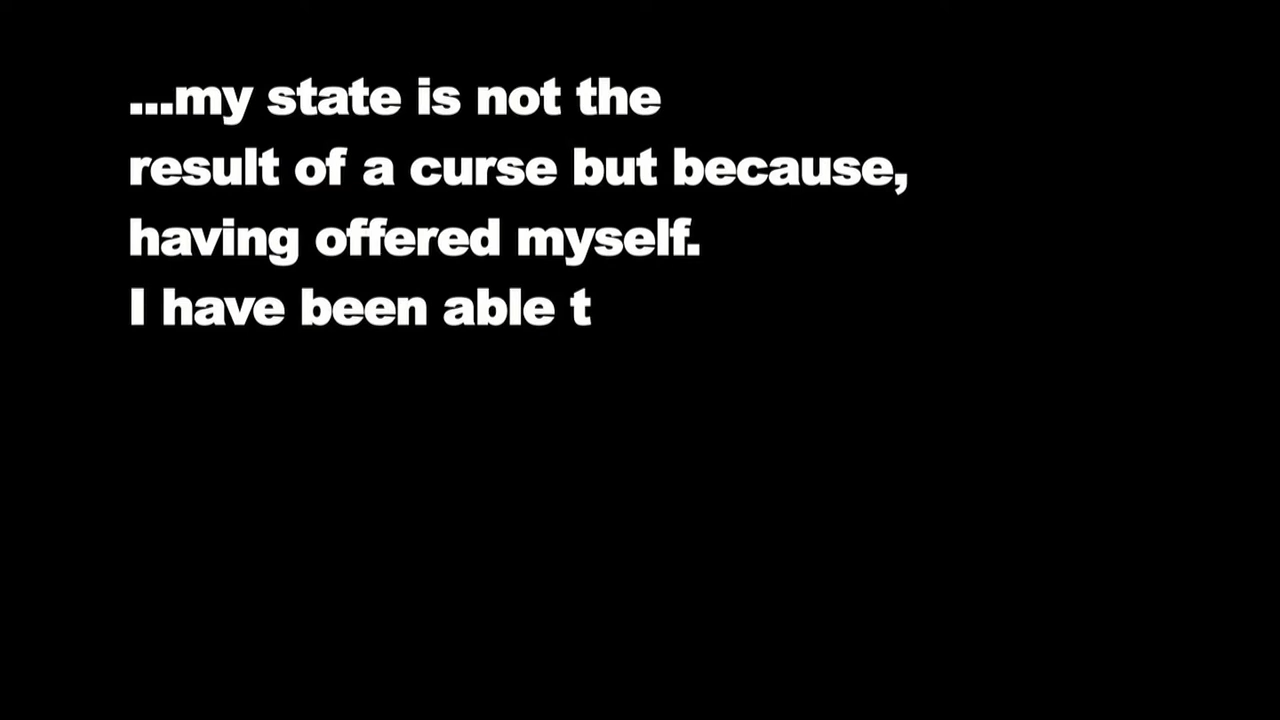 ...my state is not the
result of a curse but because,
having offered myself.
I have been able t